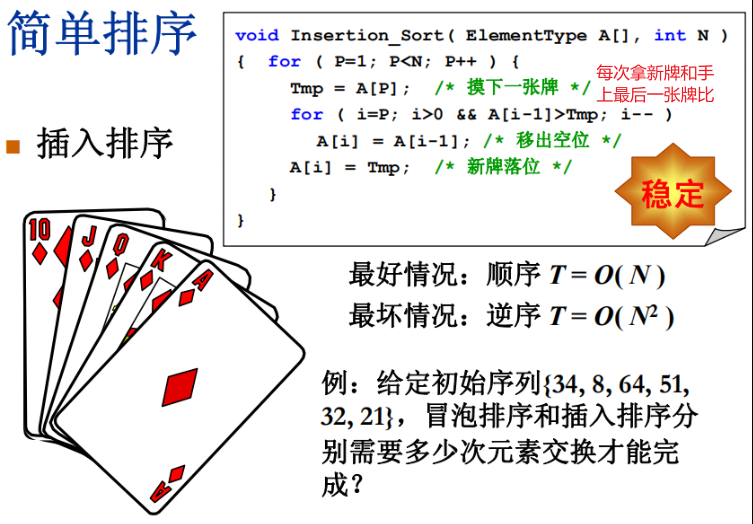 简单排序
void Insertion_Sort( ElementType A[], int N )
{ for ( P=1; P<N; P++ ) {
Tmp = A[P]; /* 摸下一张牌 */
每次拿新牌和手
上最后一张牌比
for ( i=P; i>0 && A[i-1]>Tmp; i-- )
A[i] = A[i-1]; /* 移出空位 */
A[i] = Tmp; /* 新牌落位 */
}
}
稳定
插入排序
10
J
Q
K
A
A
最好情况：顺序 T = O( N )
最坏情况：逆序 T = O( N² )
例：给定初始序列{34, 8, 64, 51,
32, 21}，冒泡排序和插入排序分
别需要多少次元素交换才能完
成？